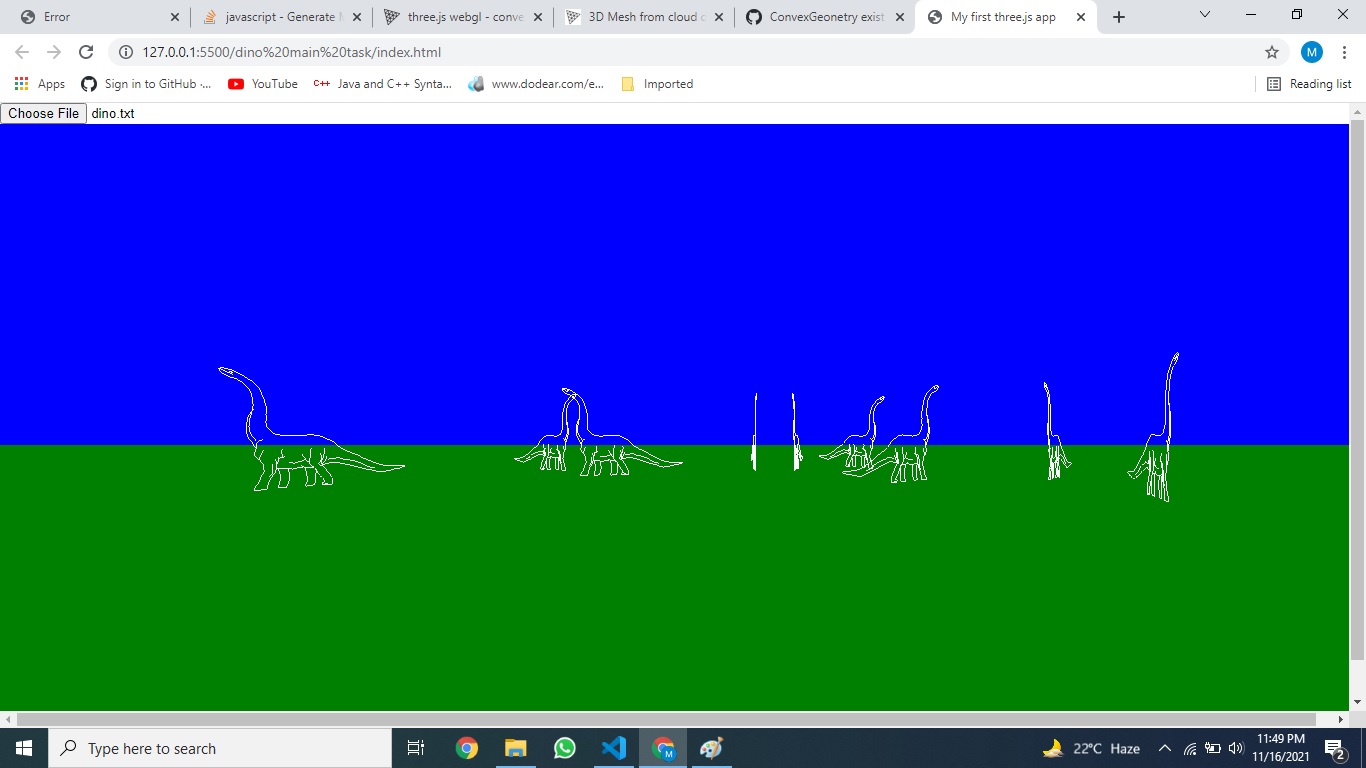 Error
javascript - Generate
three.js webgl - conve
3D Mesh from cloud
ConvexGeometry exist
My first three.js app
127.0.0.1:5500/dino%20main%20task/index.html
M
Apps
Sign in to GitHub ·...
YouTube
C++ Java and C++ Synta...
www.dodear.com/e...
Imported
Reading list
Choose File dino.txt
Type here to search
M
22°C Haze
11:49 PM
11/16/2021
2